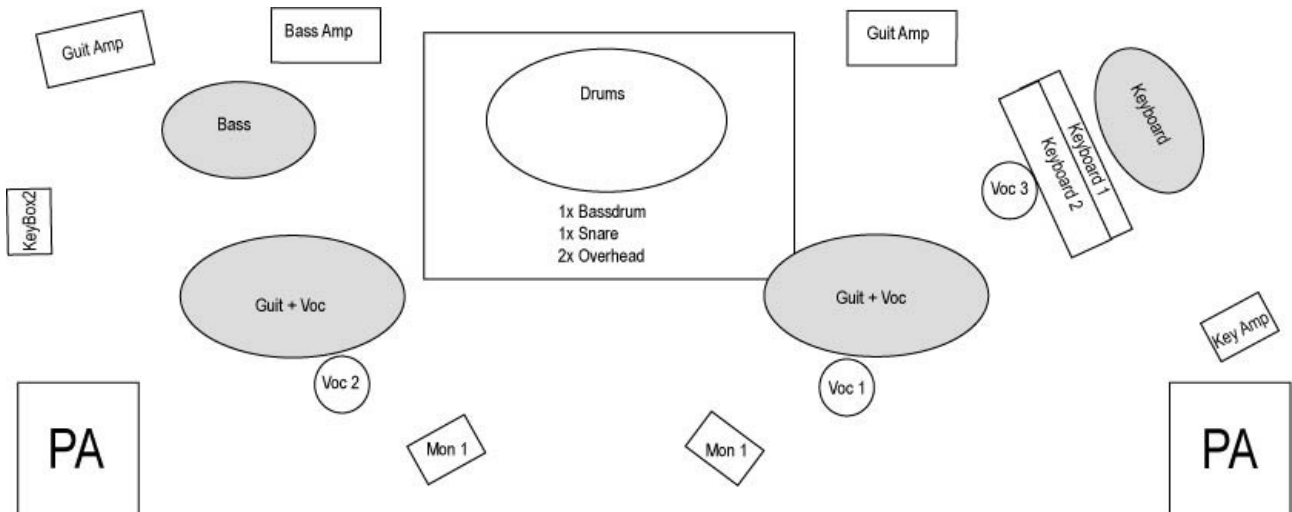 Guit Amp
Bass Amp
Drums
Guit Amp
Keyboard
Bass
Keyboard 1
Keyboard 2
Voc 3
KeyBox2
1x Bassdrum
1x Snare
2x Overhead
Guit + Voc
Guit + Voc
Key Amp
Voc 2
Voc 1
PA
Mon 1
Mon 1
PA